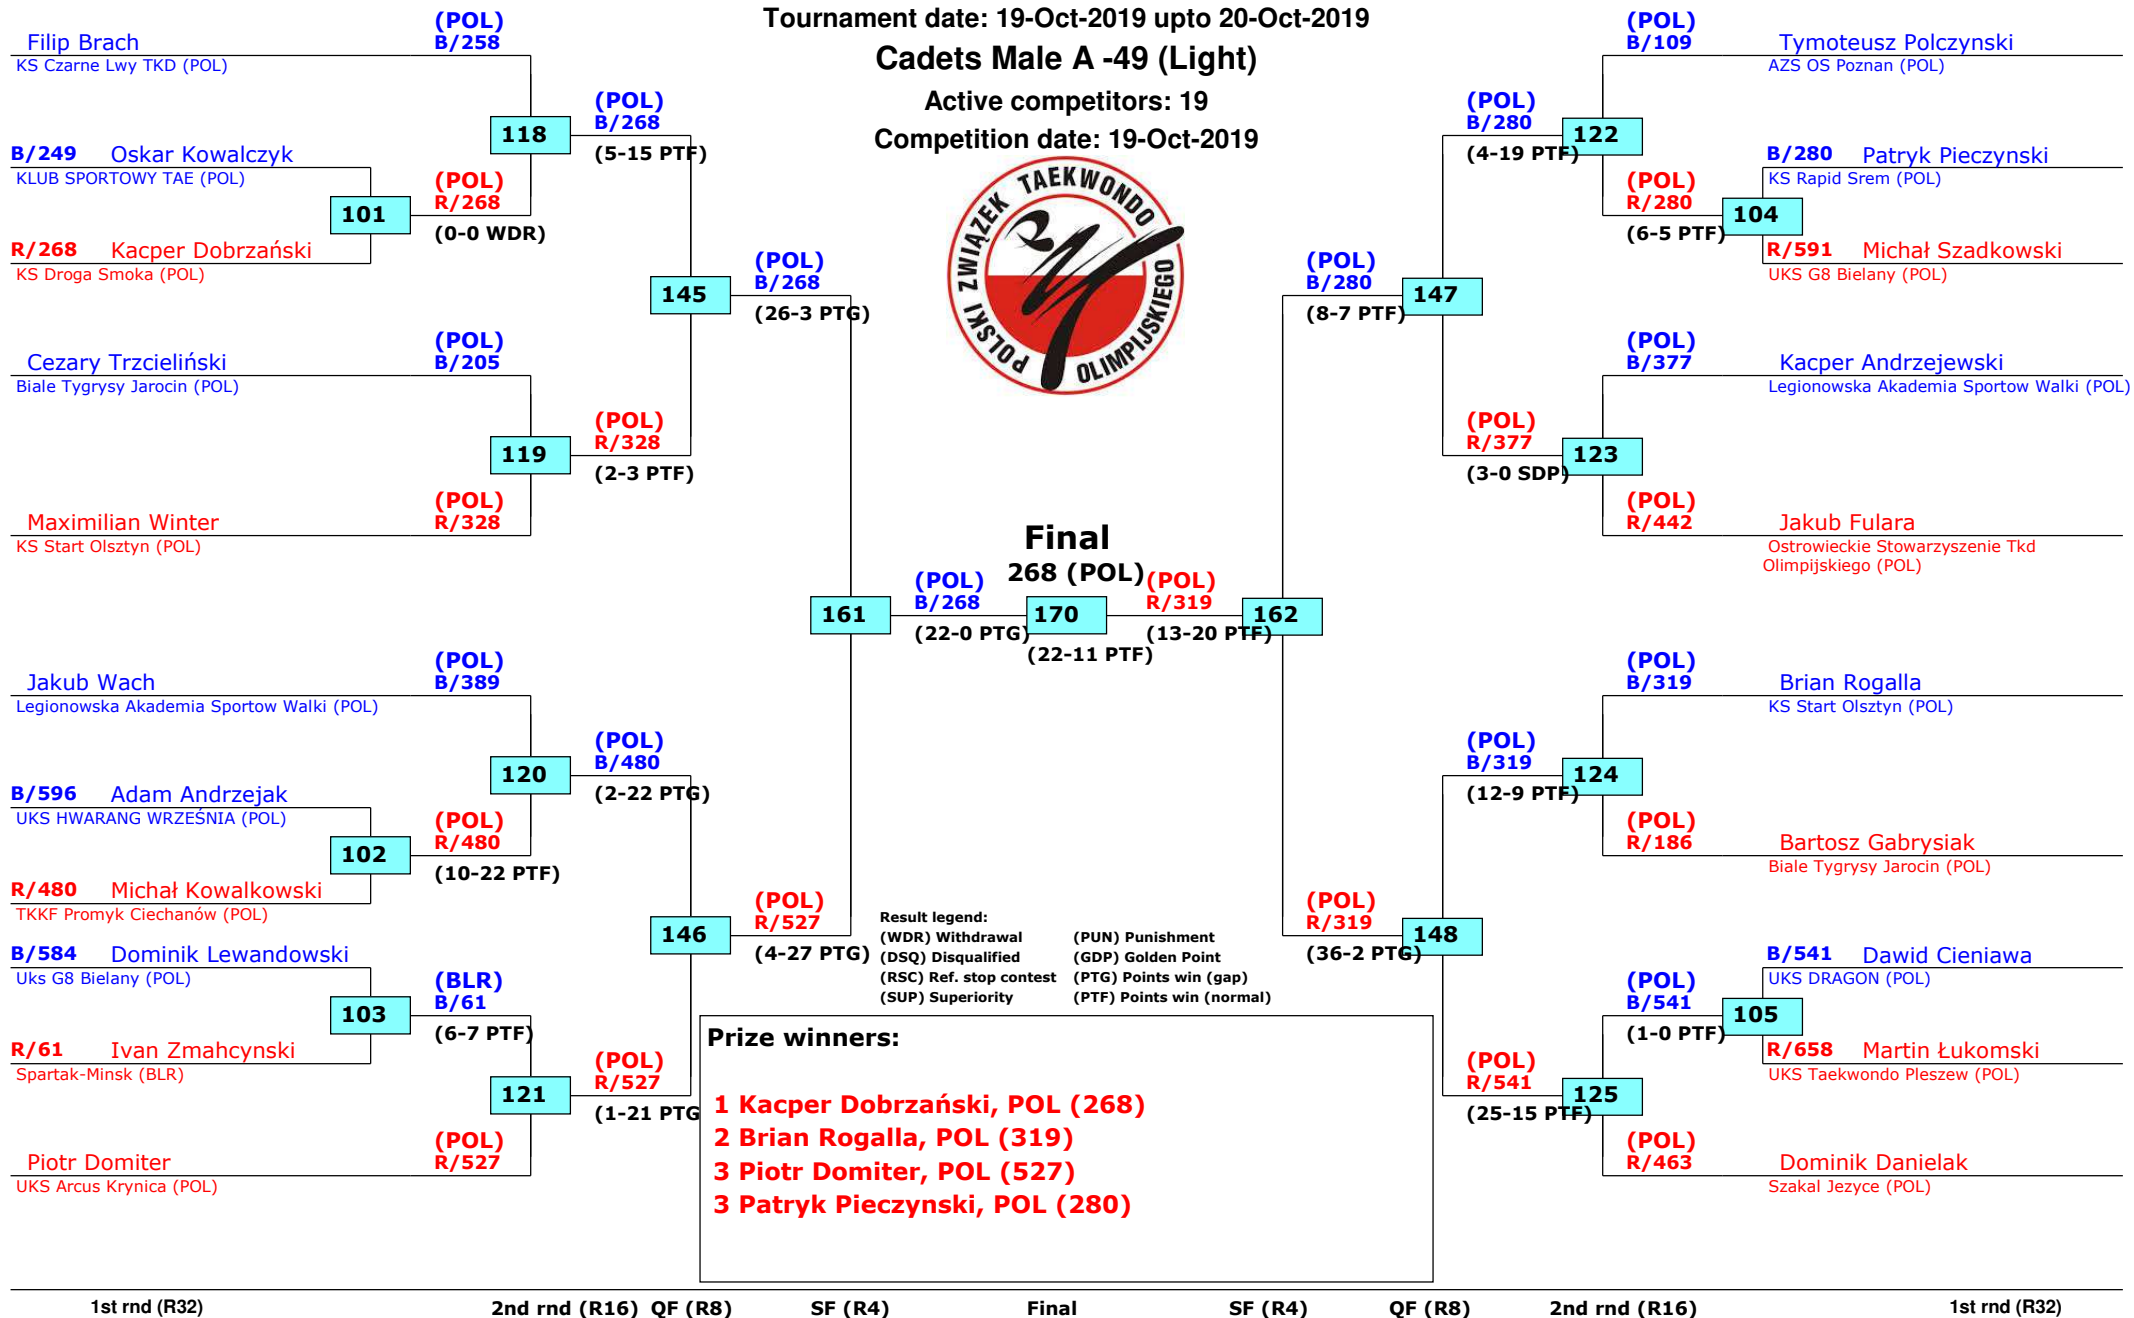 Tournament date: 19-Oct-2019 upto 20-Oct-2019
Cadets Male A -49 (Light)
Active competitors: 19
Competition date: 19-Oct-2019
POLSKI ZWIĄZEK TAEKWONDO OLIMPIJSKIEGO
Filip Brach
KS Czarne Lwy TKD (POL)
(POL)
B/258
B/249 Oskar Kowalczyk
KLUB SPORTOWY TAE (POL)
R/268 Kacper Dobrzański
KS Droga Smoka (POL)
101
(POL)
R/268
(0-0 WDR)
118
(POL)
B/268
(5-15 PTF)
Cezary Trzcieliński
Biale Tygrysy Jarocin (POL)
(POL)
B/205
Maximilian Winter
KS Start Olsztyn (POL)
(POL)
R/328
119
(POL)
R/328
(2-3 PTF)
145
(POL)
B/268
(26-3 PTG)
Jakub Wach
Legionowska Akademia Sportow Walki (POL)
(POL)
B/389
B/596 Adam Andrzejak
UKS HWARANG WRZEŚNIA (POL)
R/480 Michał Kowalkowski
TKKF Promyk Ciechanów (POL)
102
(POL)
R/480
(10-22 PTF)
120
(POL)
B/480
(2-22 PTG)
B/584 Dominik Lewandowski
Uks G8 Bielany (POL)
R/61 Ivan Zmahcynski
Spartak-Minsk (BLR)
103
(BLR)
B/61
(6-7 PTF)
Piotr Domiter
UKS Arcus Krynica (POL)
(POL)
R/527
121
(POL)
R/527
(1-21 PTG
146
(POL)
R/527
(4-27 PTG)
161
(POL)
B/268
(22-0 PTG)
Final
268 (POL)
170
(22-11 PTF)
(POL)
R/319
(13-20 PTF)
162
(POL)
B/280
(8-7 PTF)
147
(POL)
B/280
(4-19 PTF)
122
(POL)
B/109
Tymoteusz Polczynski
AZS OS Poznan (POL)
(POL)
R/280
(6-5 PTF)
104
B/280 Patryk Pieczynski
KS Rapid Srem (POL)
R/591 Michał Szadkowski
UKS G8 Bielany (POL)
(POL)
R/377
(3-0 SDP)
123
(POL)
B/377
Kacper Andrzejewski
Legionowska Akademia Sportow Walki (POL)
(POL)
R/442
Jakub Fulara
Ostrowieckie Stowarzyszenie Tkd
Olimpijskiego (POL)
(POL)
R/319
(36-2 PTG)
148
(POL)
B/319
(12-9 PTF)
124
(POL)
B/319
Brian Rogalla
KS Start Olsztyn (POL)
(POL)
R/186
Bartosz Gabrysiak
Biale Tygrysy Jarocin (POL)
(POL)
R/541
(25-15 PTF)
125
(POL)
B/541
(1-0 PTF)
105
B/541 Dawid Cieniawa
UKS DRAGON (POL)
R/658 Martin Łukomski
UKS Taekwondo Pleszew (POL)
(POL)
R/463
Dominik Danielak
Szakal Jezyce (POL)
Result legend:
(WDR) Withdrawal (PUN) Punishment
(DSQ) Disqualified (GDP) Golden Point
(RSC) Ref. stop contest (PTG) Points win (gap)
(SUP) Superiority (PTF) Points win (normal)
Prize winners:
1 Kacper Dobrzański, POL (268)
2 Brian Rogalla, POL (319)
3 Piotr Domiter, POL (527)
3 Patryk Pieczynski, POL (280)
1st rnd (R32) 2nd rnd (R16) QF (R8) SF (R4) Final SF (R4) QF (R8) 2nd rnd (R16) 1st rnd (R32)